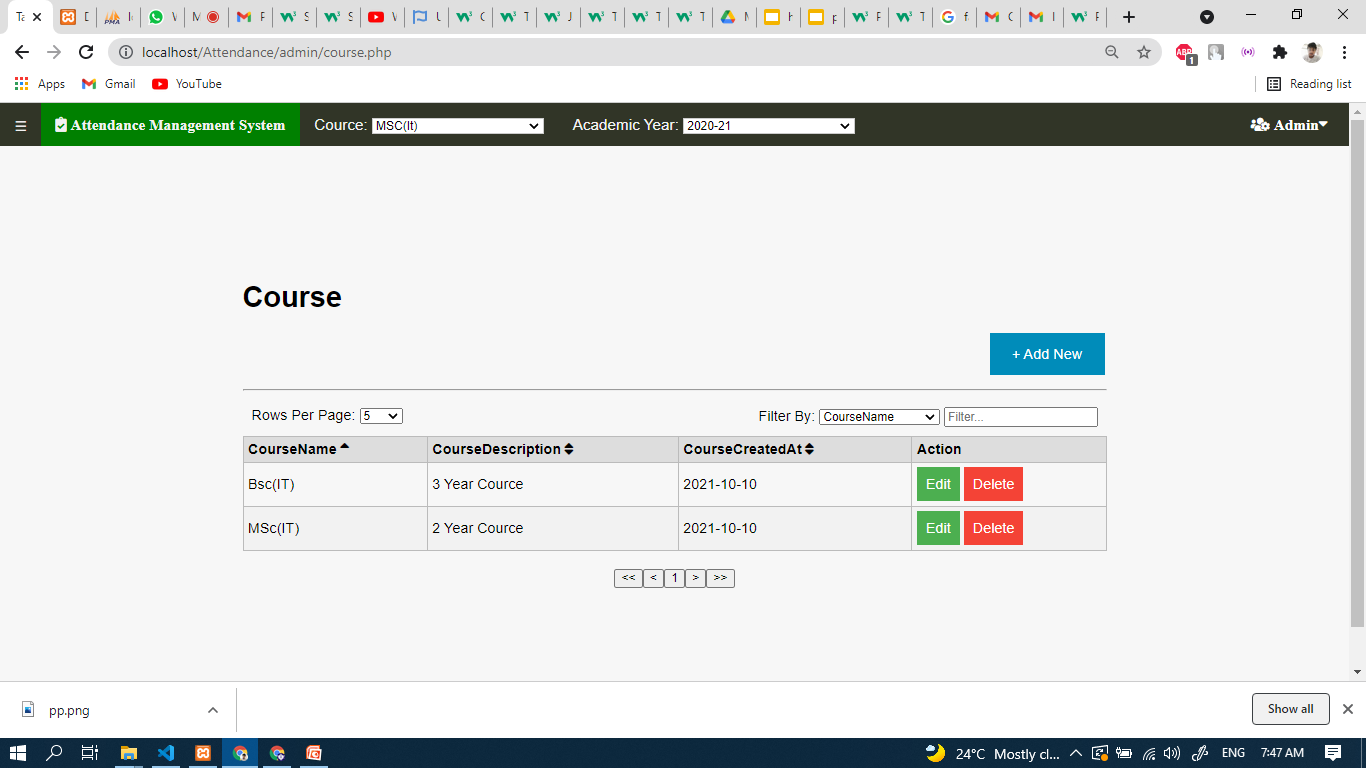 localhost/Attendance/admin/course.php
Apps Gmail YouTube Reading list
Attendance Management System Cource: MSC(It) Academic Year: 2020-21 Admin
Course
+ Add New
Rows Per Page: 5 Filter By: CourseName Filter...
CourseName CourseDescription CourseCreatedAt Action
Bsc(IT) 3 Year Cource 2021-10-10 Edit Delete
MSc(IT) 2 Year Cource 2021-10-10 Edit Delete
<< < 1 > >>
pp.png Show all
24°C Mostly cl... ENG 7:47 AM